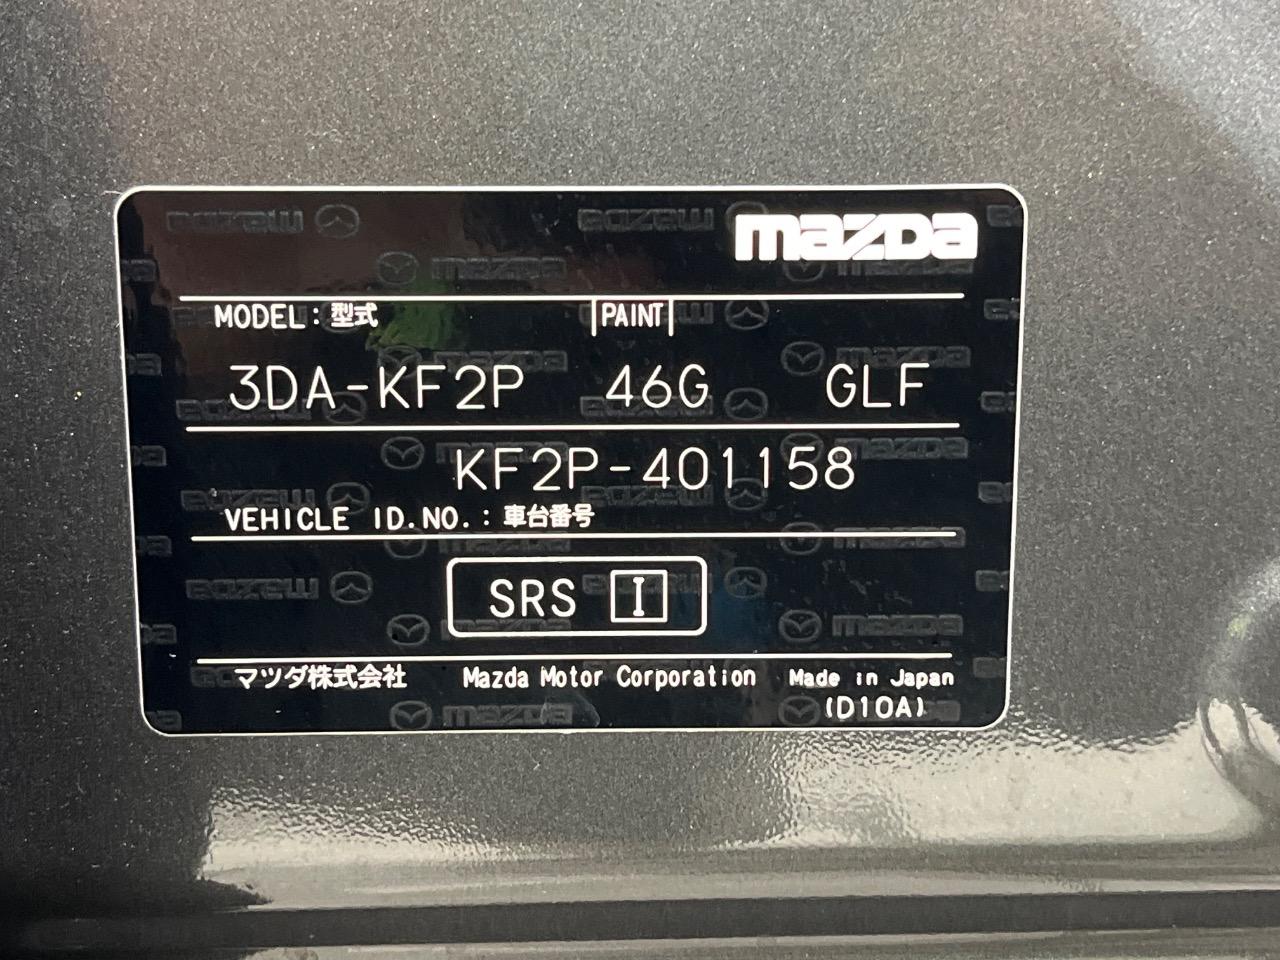 mazda
MODEL: 型式 PAINT
3DA-KF2P 46G GLF
KF2P-401158
VEHICLE ID.NO.: 車台番号
SRS I
マツダ株式会社 Mazda Motor Corporation Made in Japan
(D10A)